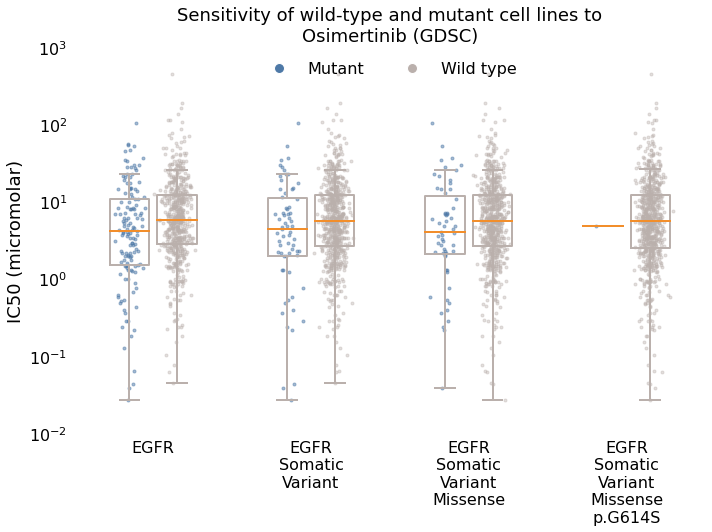 Sensitivity of wild-type and mutant cell lines to
Osimertinib (GDSC)
Mutant
Wild type
IC50 (micromolar)
10³
10²
10¹
10⁰
10⁻¹
10⁻²
EGFR
EGFR
Somatic
Variant
EGFR
Somatic
Variant
Missense
EGFR
Somatic
Variant
Missense
p.G614S